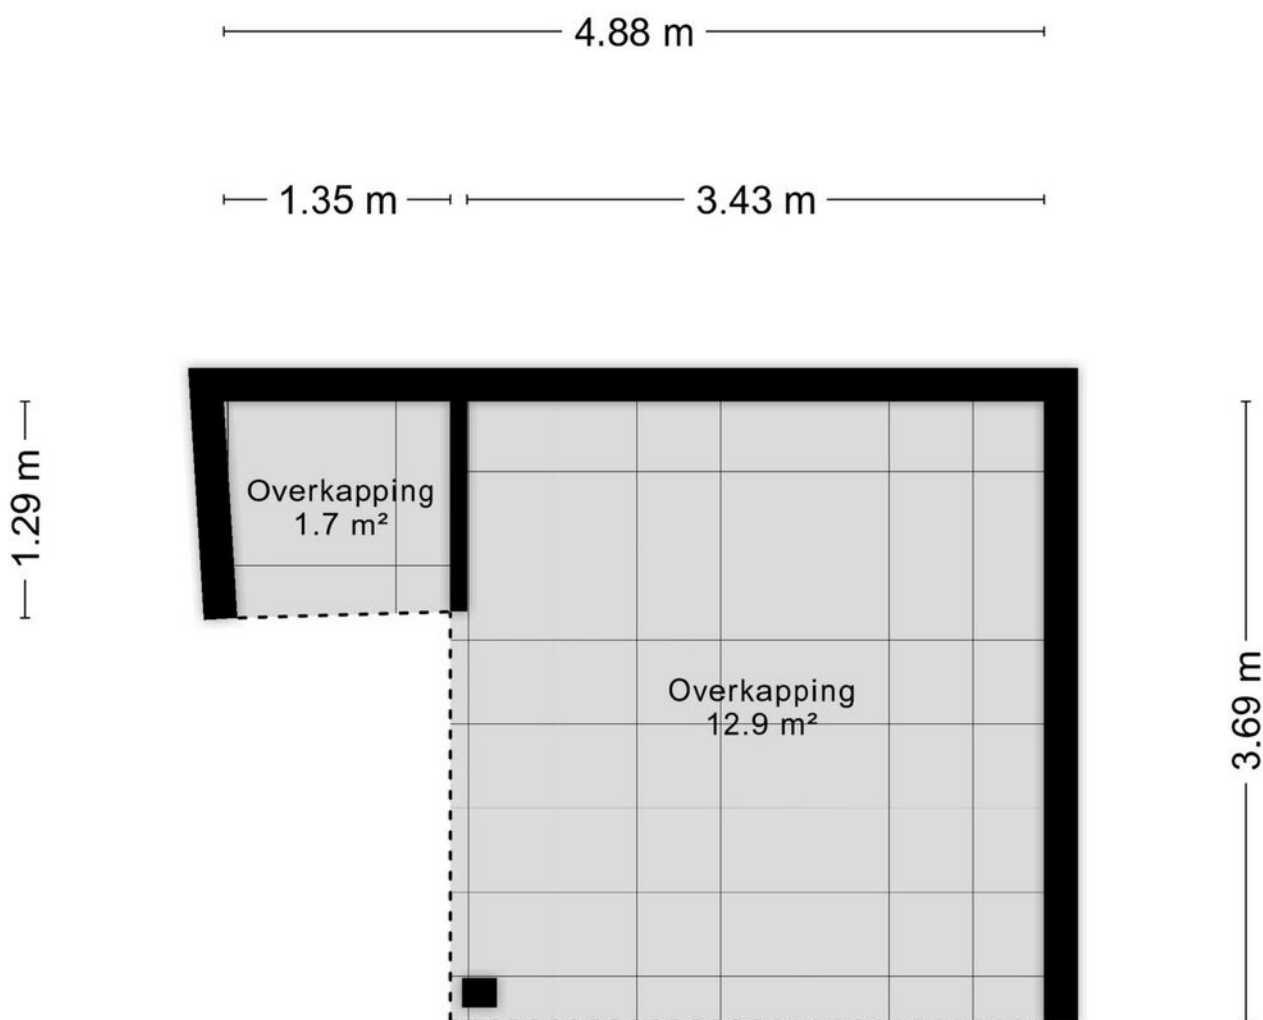 4.88 m
1.35 m
3.43 m
1.29 m
Overkapping
1.7 m²
Overkapping
12.9 m²
3.69 m